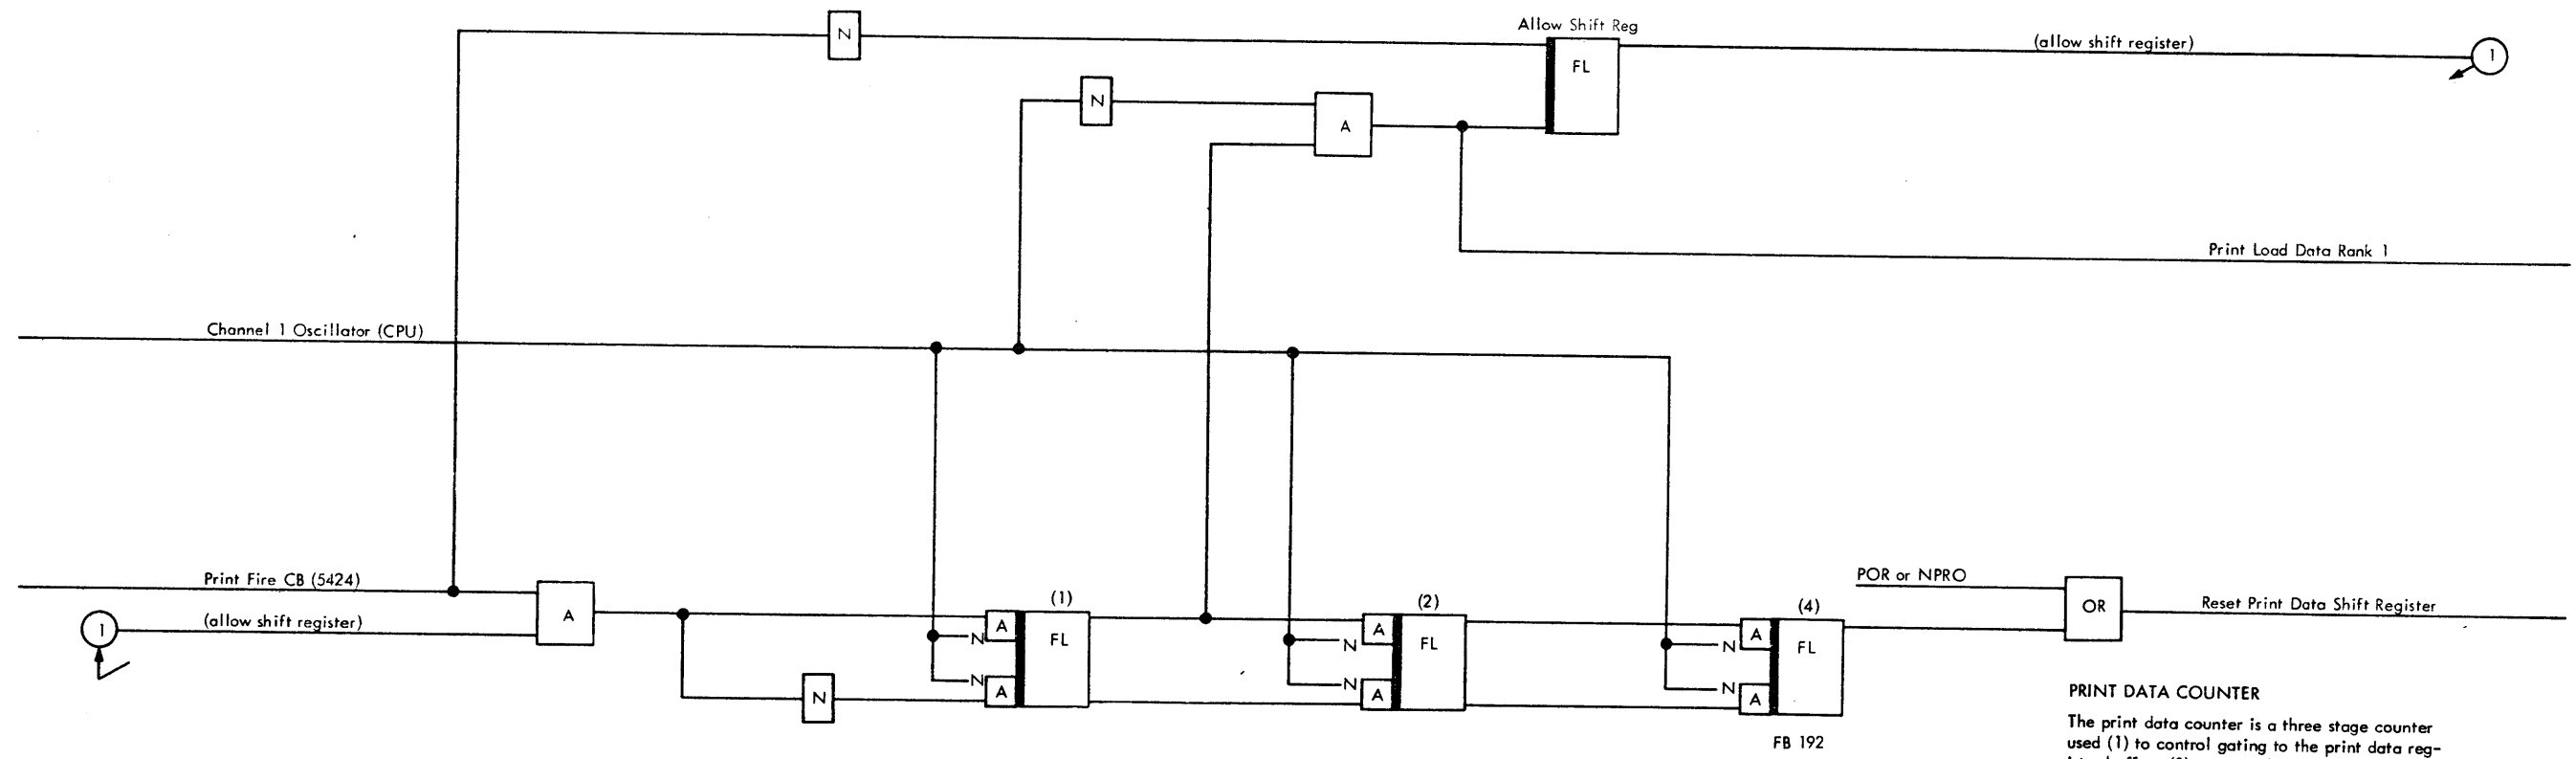 Allow Shift Reg
N
FL
(allow shift register)
1
N
A
Print Load Data Rank 1
Channel 1 Oscillator (CPU)
Print Fire CB (5424)
A
1
(allow shift register)
N
(1)
A
N
FL
N
A
(2)
A
N
FL
N
A
(4)
A
N
FL
N
A
FB 192
POR or NPRO
OR
Reset Print Data Shift Register
PRINT DATA COUNTER
The print data counter is a three stage counter
used (1) to control gating to the print data reg-